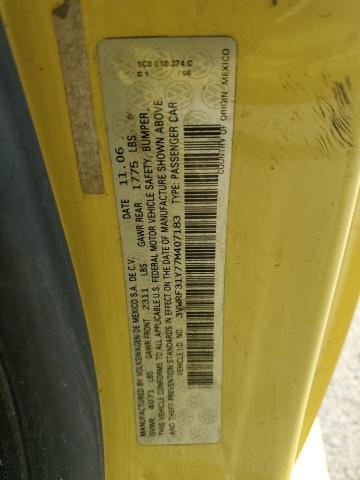 1C0 010 374 C
C 1 / 06
MANUFACTURED BY VOLKSWAGEN DE MEXICO S.A. DE C.V. DATE 11.06
GVWR 4071 LBS GAWR FRONT 2311 LBS GAWR REAR 1775 LBS
THIS VEHICLE CONFORMS TO ALL APPLICABLE U.S. FEDERAL MOTOR VEHICLE SAFETY, BUMPER,
AND THEFT PREVENTION STANDARDS IN EFFECT ON THE DATE OF MANUFACTURE SHOWN ABOVE.
VEHICLE I.D. NO.: 3VWRF31Y77M407183 TYPE: PASSENGER CAR
COUNTRY OF ORIGIN: MEXICO